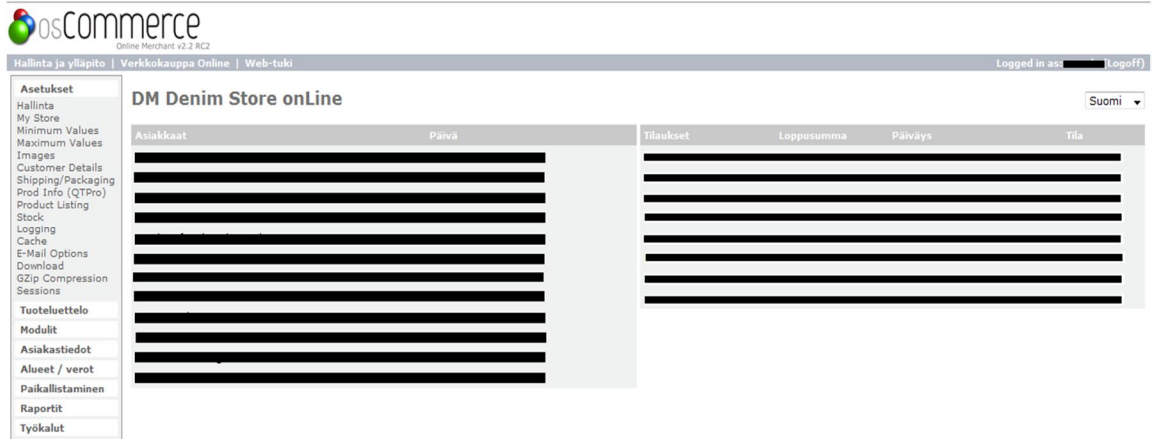 osCommerce
Online Merchant v2.2 RC2
Hallinta ja ylläpito | Verkkokauppa Online | Web-tuki
Logged in as: (Logoff)
Asetukset
Hallinta
My Store
Minimum Values
Maximum Values
Images
Customer Details
Shipping/Packaging
Prod Info (QTPro)
Product Listing
Stock
Logging
Cache
E-Mail Options
Download
GZip Compression
Sessions
Tuoteluettelo
Modulit
Asiakastiedot
Alueet / verot
Paikallistaminen
Raportit
Työkalut
DM Denim Store onLine
Suomi
Asiakkaat Päivä
Tilaukset Loppusumma Päiväys Tila